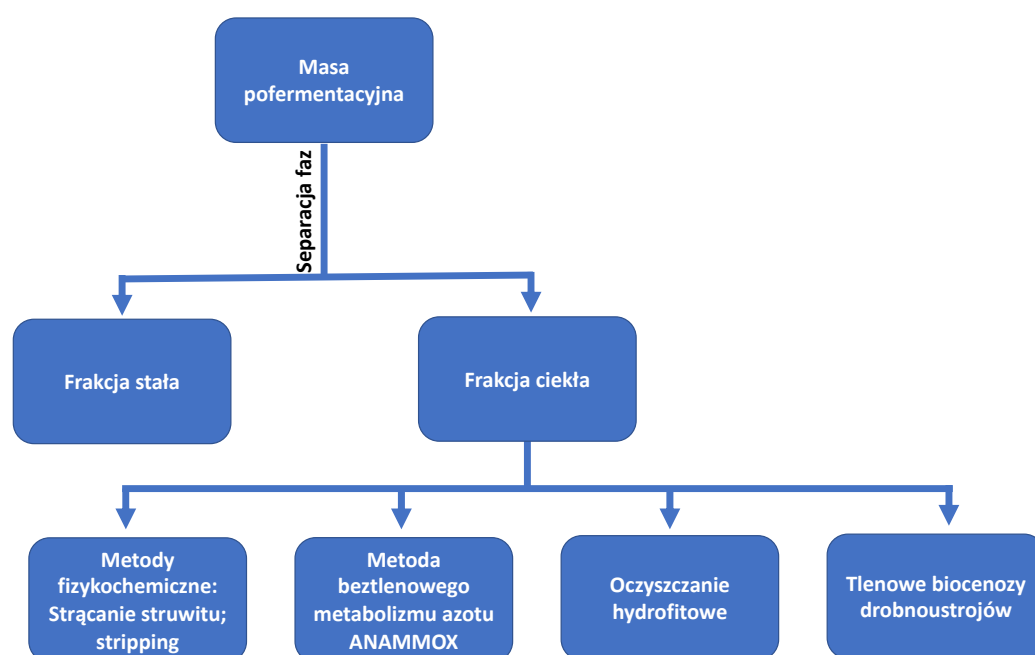 Masa
pofermentacyjna
Separacja faz
Frakcja stała
Frakcja ciekła
Metody
fizykochemiczne:
Strącanie struwitu;
stripping
Metoda
beztlenowego
metabolizmu azotu
ANAMMOX
Oczyszczanie
hydrofitowe
Tlenowe biocenozy
drobnoustrojów